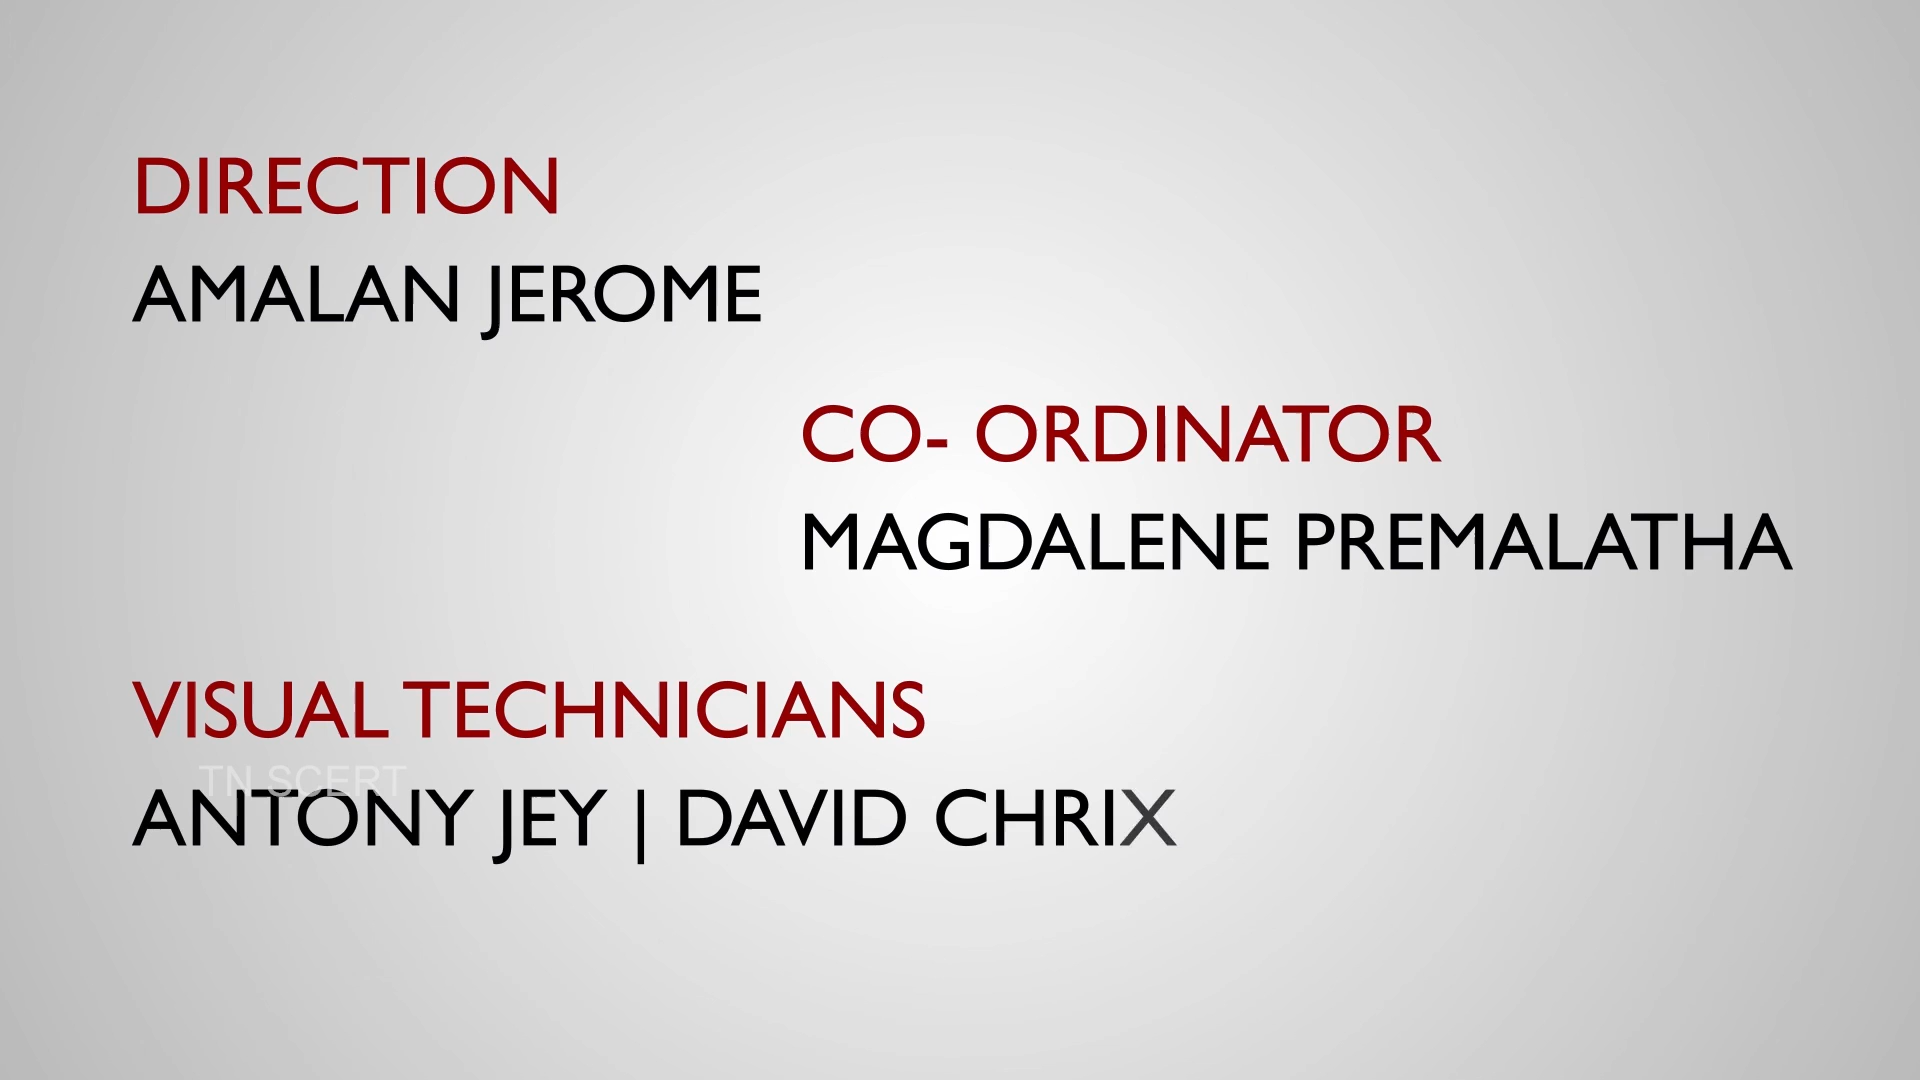 DIRECTION
AMALAN JEROME
CO- ORDINATOR
MAGDALENE PREMALATHA
VISUAL TECHNICIANS
TN SCERT
ANTONY JEY | DAVID CHRIX